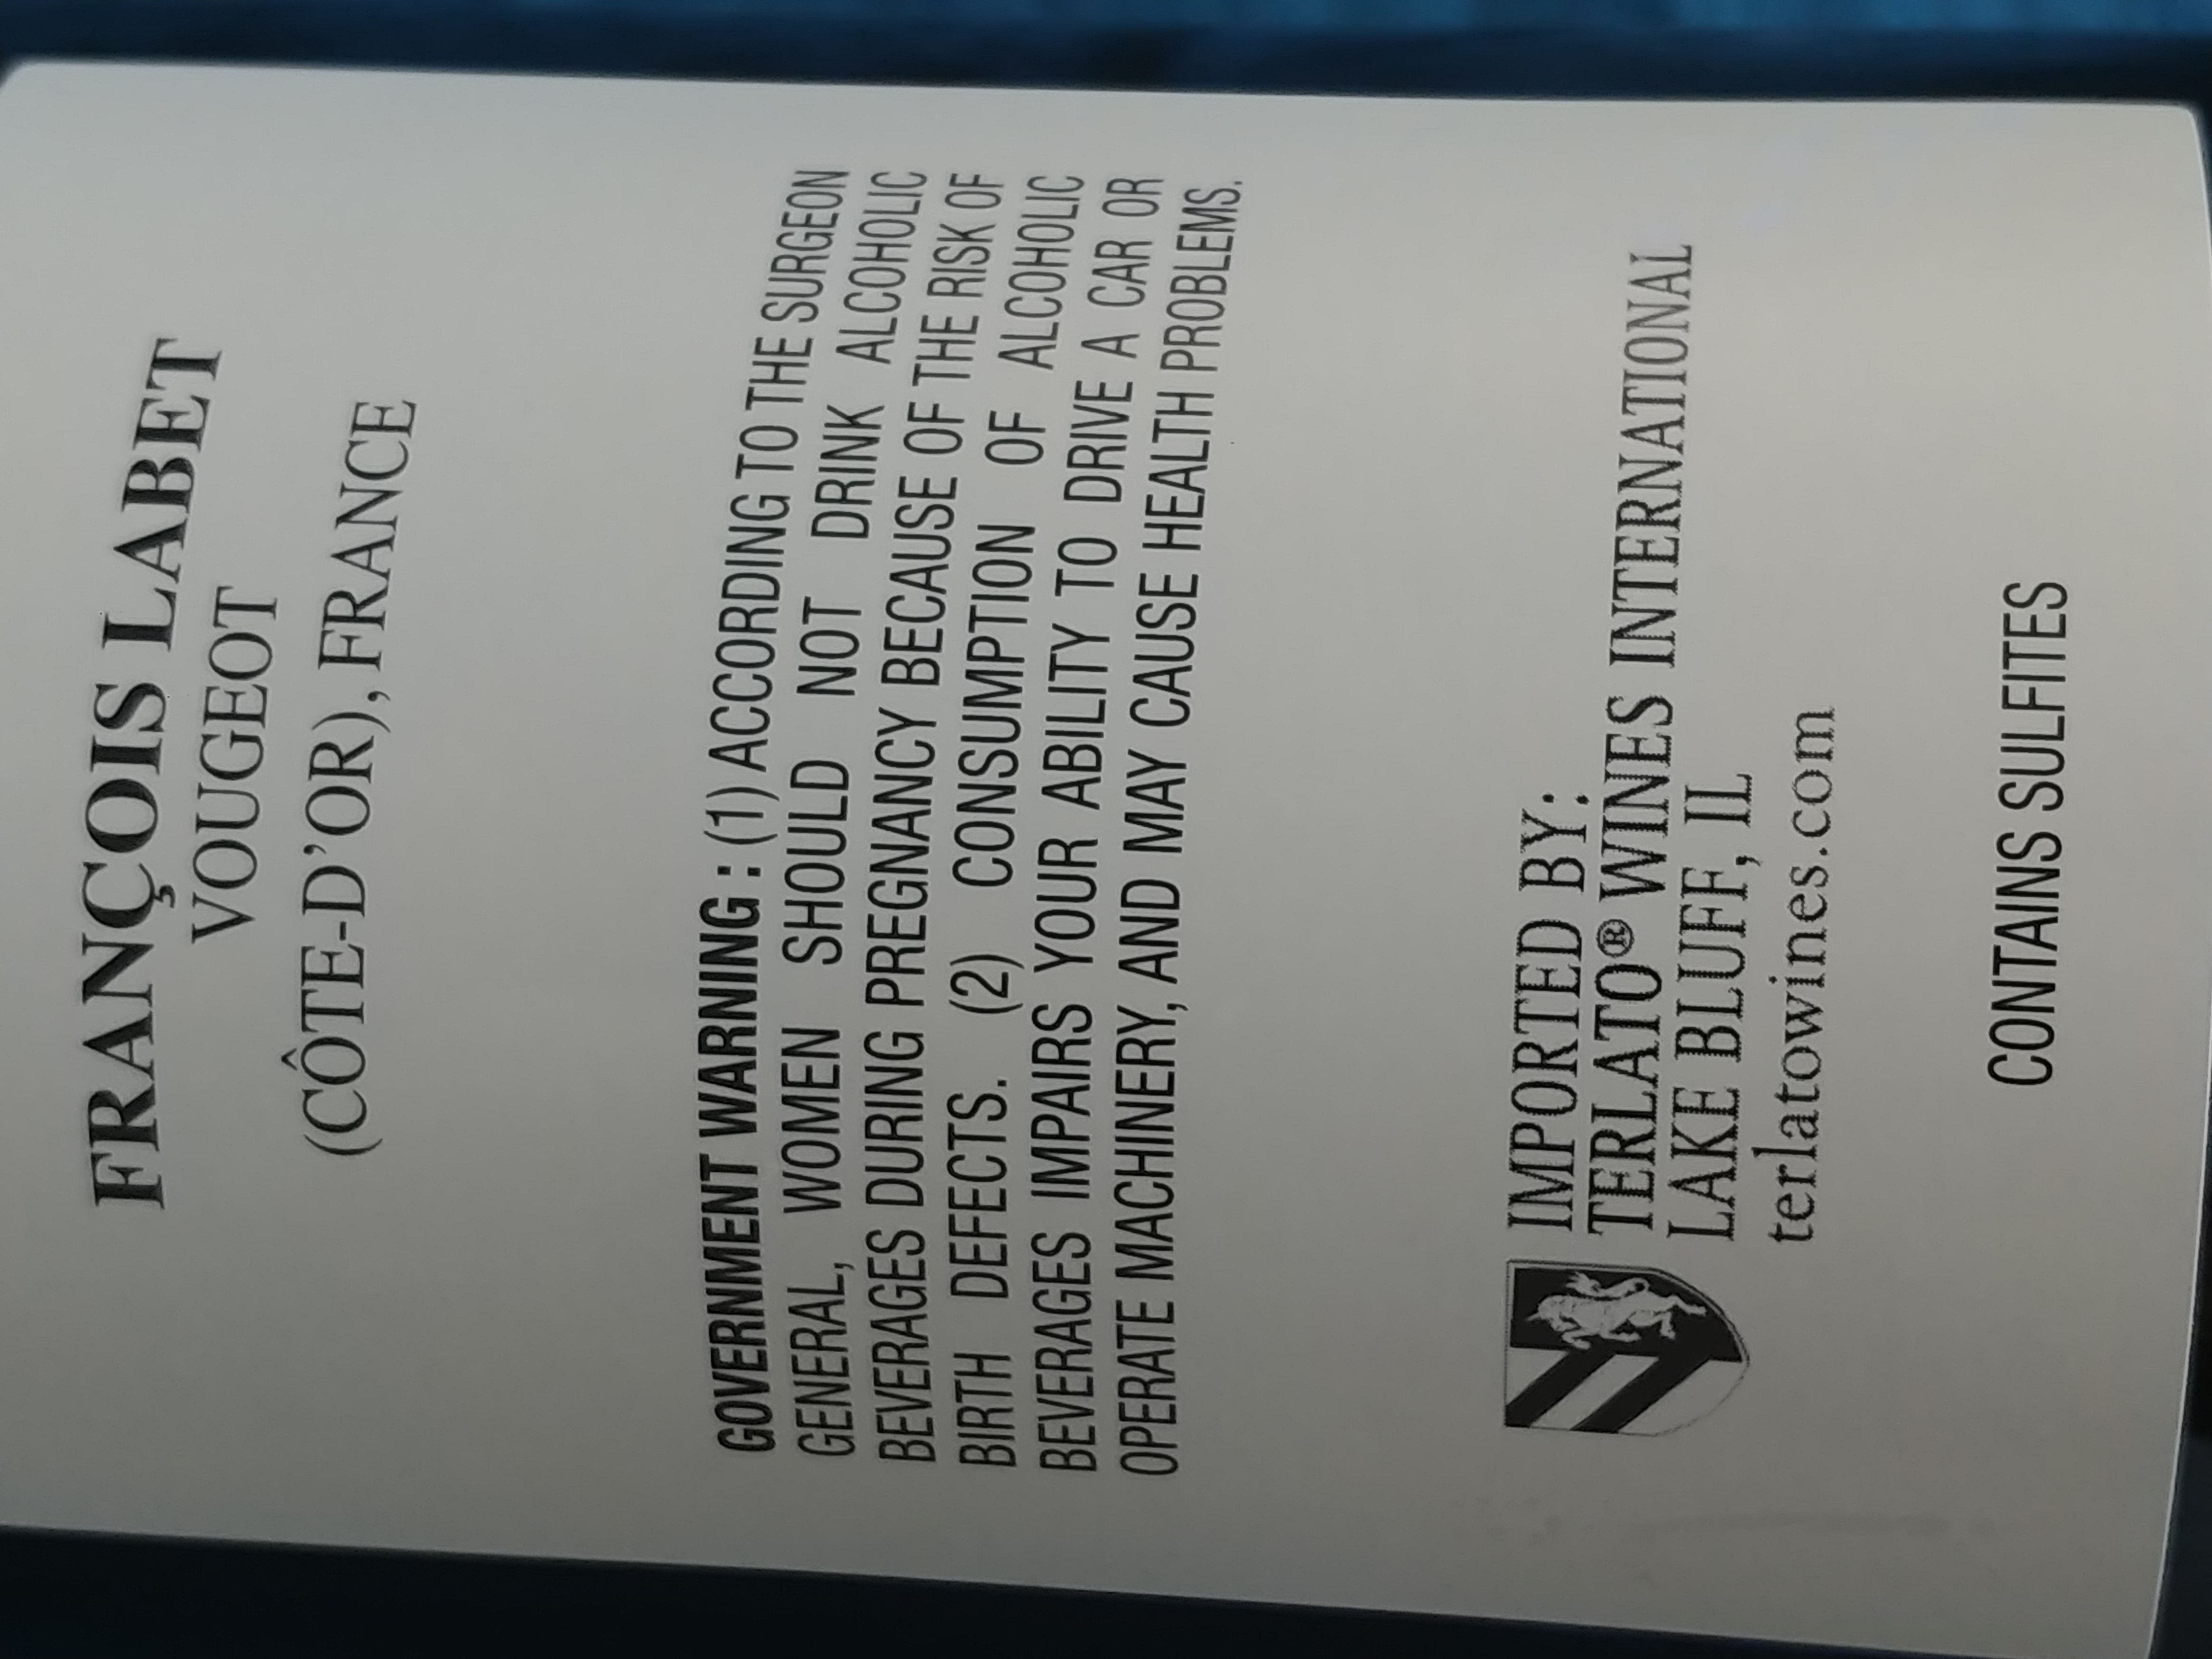 FRANÇOIS LABET
VOUGEOT
(CÔTE-D'OR), FRANCE
GOVERNMENT WARNING : (1) ACCORDING TO THE SURGEON
GENERAL, WOMEN SHOULD NOT DRINK ALCOHOLIC
BEVERAGES DURING PREGNANCY BECAUSE OF THE RISK OF
BIRTH DEFECTS. (2) CONSUMPTION OF ALCOHOLIC
BEVERAGES IMPAIRS YOUR ABILITY TO DRIVE A CAR OR
OPERATE MACHINERY, AND MAY CAUSE HEALTH PROBLEMS.
IMPORTED BY:
TERLATO® WINES INTERNATIONAL
LAKE BLUFF, IL
terlatowines.com
CONTAINS SULFITES